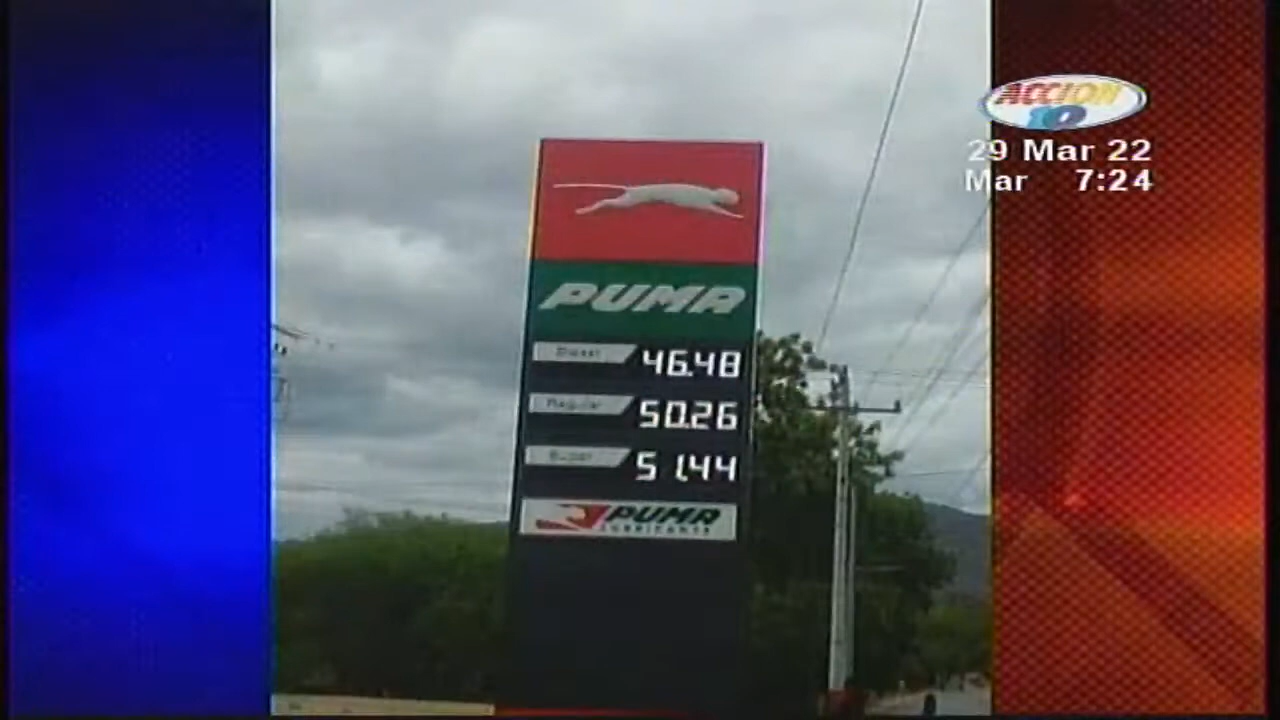 ACCION
10
29 Mar 22
Mar 7:24
PUMA
Diesel 46.48
Regular 50.26
Super 51.44
PUMA
LUBRICANTS